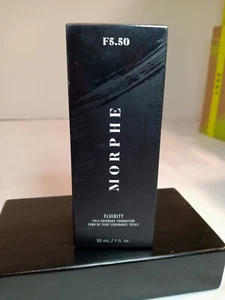 F5.50
MORPHE
FLUIDITY
FULL-COVERAGE FOUNDATION
FOND DE TEINT COUVRANCE TOTALE
30 mL / 1 fl. oz.